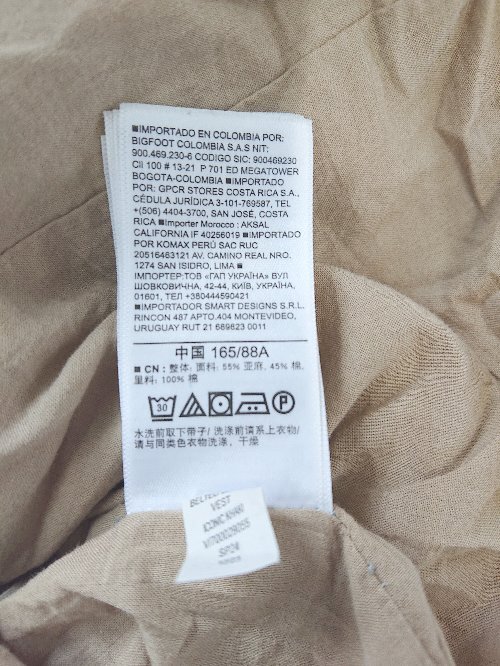 ■IMPORTADO EN COLOMBIA POR:
BIGFOOT COLOMBIA S.A.S NIT:
900.469.230-6 CODIGO SIC: 900469230
Cll 100 # 13-21 P 701 ED MEGATOWER
BOGOTA-COLOMBIA ■IMPORTADO
POR: GPCR STORES COSTA RICA S.A.,
CÉDULA JURÍDICA 3-101-769587, TEL
+(506) 4404-3700, SAN JOSÉ, COSTA
RICA ■Importer Morocco : AKSAL
CALIFORNIA IF 40256019 ■IMPORTADO
POR KOMAX PERÚ SAC RUC
20516483121 AV. CAMINO REAL NRO.
1274 SAN ISIDRO, LIMA ■
ІМПОРТЕР:ТОВ «ГАП УКРАЇНА» ВУЛ
ШОВКОВИЧНА, 42-44, КИЇВ, УКРАЇНА,
01601, ТЕЛ +380444590421
■IMPORTADOR SMART DESIGNS S.R.L.
RINCON 487 APTO.404 MONTEVIDEO,
URUGUAY RUT 21 669823 0011
中国 165/88A
■ CN: 整体: 面料: 55% 亚麻, 45% 棉,
里料: 100% 棉
30 P
水洗前取下带子/ 洗涤前请系上衣物/
请与同类色衣物洗涤、干燥
VEST